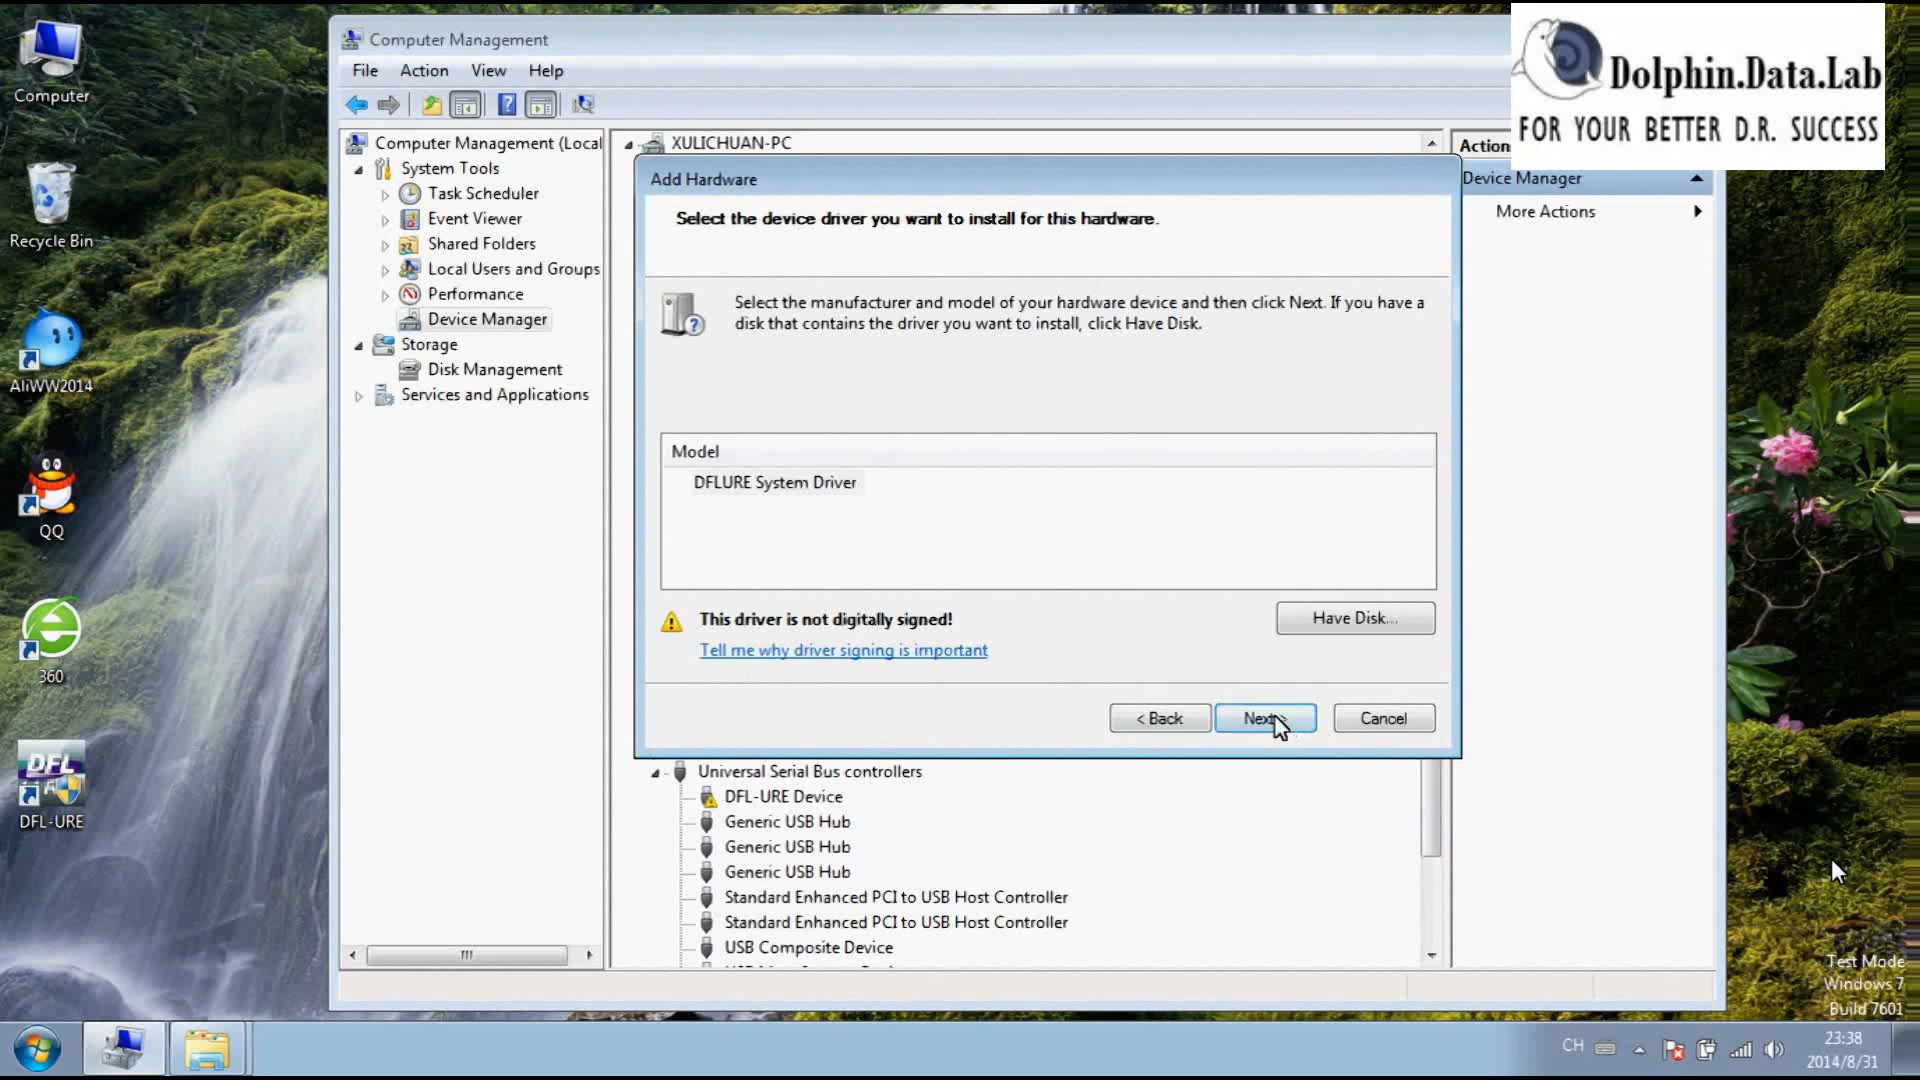 Computer
Recycle Bin
AliWW2014
QQ
360
DFL
DFL-URE
Computer Management
File Action View Help
Computer Management (Local
System Tools
Task Scheduler
Event Viewer
Shared Folders
Local Users and Groups
Performance
Device Manager
Storage
Disk Management
Services and Applications
XULICHUAN-PC
Add Hardware
Select the device driver you want to install for this hardware.
Select the manufacturer and model of your hardware device and then click Next. If you have a
disk that contains the driver you want to install, click Have Disk.
Model
DFLURE System Driver
This driver is not digitally signed!
Have Disk...
Tell me why driver signing is important
< Back
Next >
Cancel
Universal Serial Bus controllers
DFL-URE Device
Generic USB Hub
Generic USB Hub
Generic USB Hub
Standard Enhanced PCI to USB Host Controller
Standard Enhanced PCI to USB Host Controller
USB Composite Device
Actions
Device Manager
More Actions
Dolphin.Data.Lab
FOR YOUR BETTER D.R. SUCCESS
Test Mode
Windows 7
Build 7601
CH
23:38
2014/8/31